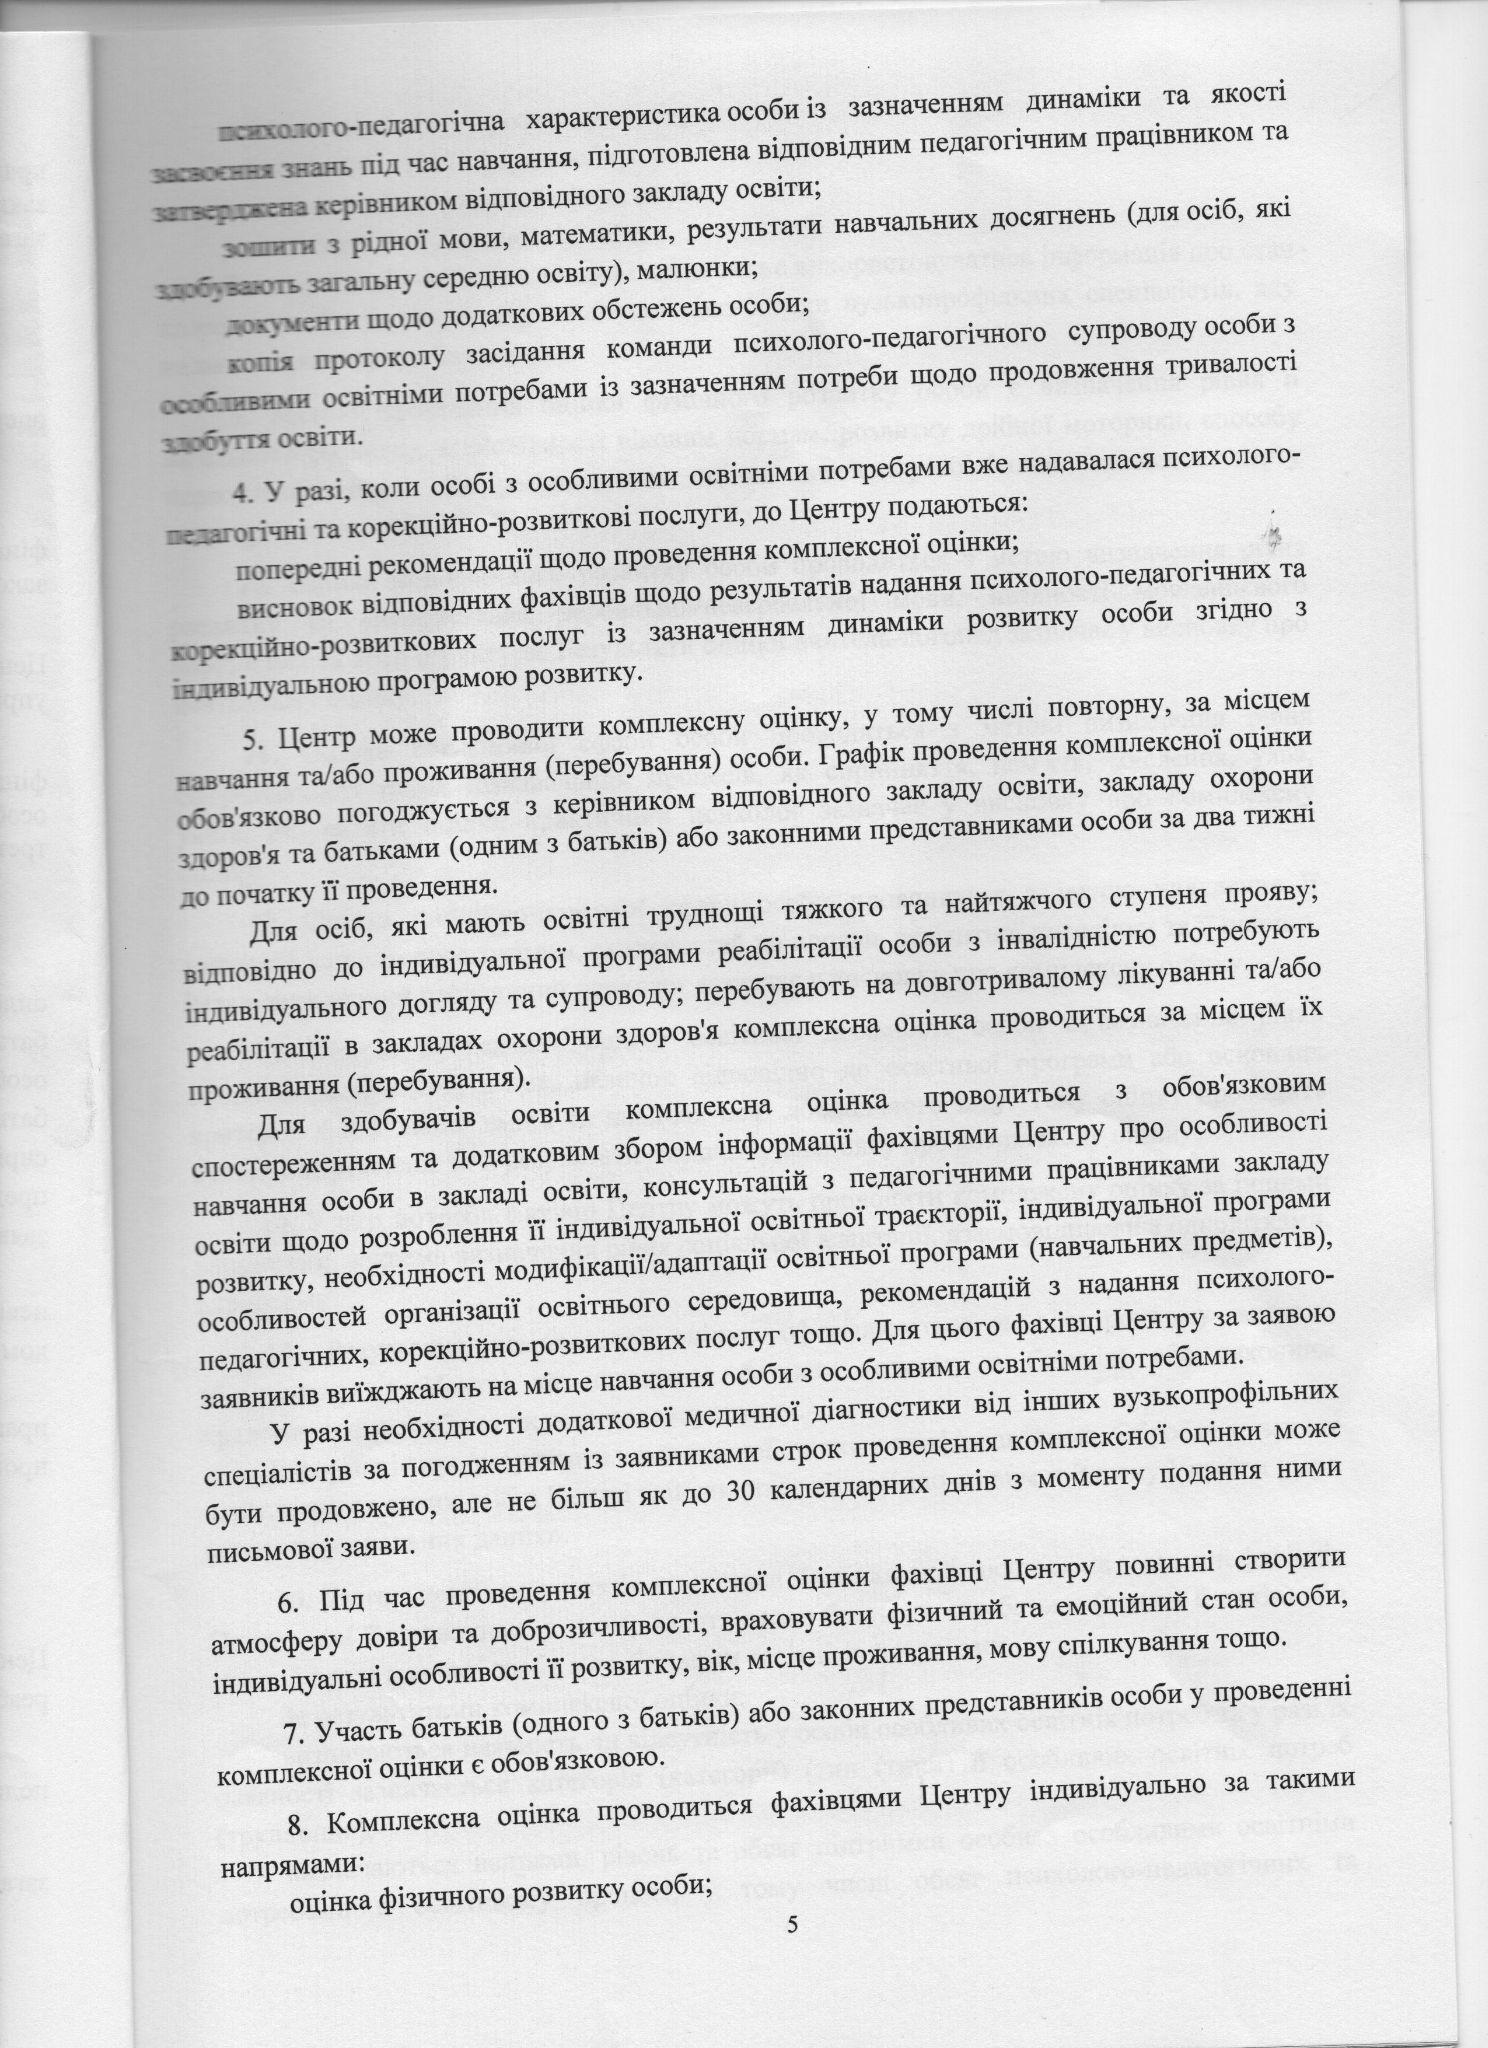 психолого-педагогічна характеристика особи із зазначенням динаміки та якості
засвоєння знань під час навчання, підготовлена відповідним педагогічним працівником та
затверджена керівником відповідного закладу освіти;
зошити з рідної мови, математики, результати навчальних досягнень (для осіб, які
здобувають загальну середню освіту), малюнки;
документи щодо додаткових обстежень особи;
копія протоколу засідання команди психолого-педагогічного супроводу особи з
особливими освітніми потребами із зазначенням потреби щодо продовження тривалості
здобуття освіти.
4. У разі, коли особі з особливими освітніми потребами вже надавалася психолого-
педагогічні та корекційно-розвиткові послуги, до Центру подаються:
попередні рекомендації щодо проведення комплексної оцінки;
висновок відповідних фахівців щодо результатів надання психолого-педагогічних та
корекційно-розвиткових послуг із зазначенням динаміки розвитку особи згідно з
індивідуальною програмою розвитку.
5. Центр може проводити комплексну оцінку, у тому числі повторну, за місцем
навчання та/або проживання (перебування) особи. Графік проведення комплексної оцінки
обов'язково погоджується з керівником відповідного закладу освіти, закладу охорони
здоров'я та батьками (одним з батьків) або законними представниками особи за два тижні
до початку її проведення.
Для осіб, які мають освітні труднощі тяжкого та найтяжчого ступеня прояву;
відповідно до індивідуальної програми реабілітації особи з інвалідністю потребують
індивідуального догляду та супроводу; перебувають на довготривалому лікуванні та/або
реабілітації в закладах охорони здоров'я комплексна оцінка проводиться за місцем їх
проживання (перебування).
Для здобувачів освіти комплексна оцінка проводиться з обов'язковим
спостереженням та додатковим збором інформації фахівцями Центру про особливості
навчання особи в закладі освіти, консультацій з педагогічними працівниками закладу
освіти щодо розроблення її індивідуальної освітньої траєкторії, індивідуальної програми
розвитку, необхідності модифікації/адаптації освітньої програми (навчальних предметів),
особливостей організації освітнього середовища, рекомендацій з надання психолого-
педагогічних, корекційно-розвиткових послуг тощо. Для цього фахівці Центру за заявою
заявників виїжджають на місце навчання особи з особливими освітніми потребами.
У разі необхідності додаткової медичної діагностики від інших вузькопрофільних
спеціалістів за погодженням із заявниками строк проведення комплексної оцінки може
бути продовжено, але не більш як до 30 календарних днів з моменту подання ними
письмової заяви.
6. Під час проведення комплексної оцінки фахівці Центру повинні створити
атмосферу довіри та доброзичливості, враховувати фізичний та емоційний стан особи,
індивідуальні особливості її розвитку, вік, місце проживання, мову спілкування тощо.
7. Участь батьків (одного з батьків) або законних представників особи у проведенні
комплексної оцінки є обов'язковою.
8. Комплексна оцінка проводиться фахівцями Центру індивідуально за такими
напрямами:
оцінка фізичного розвитку особи;
5